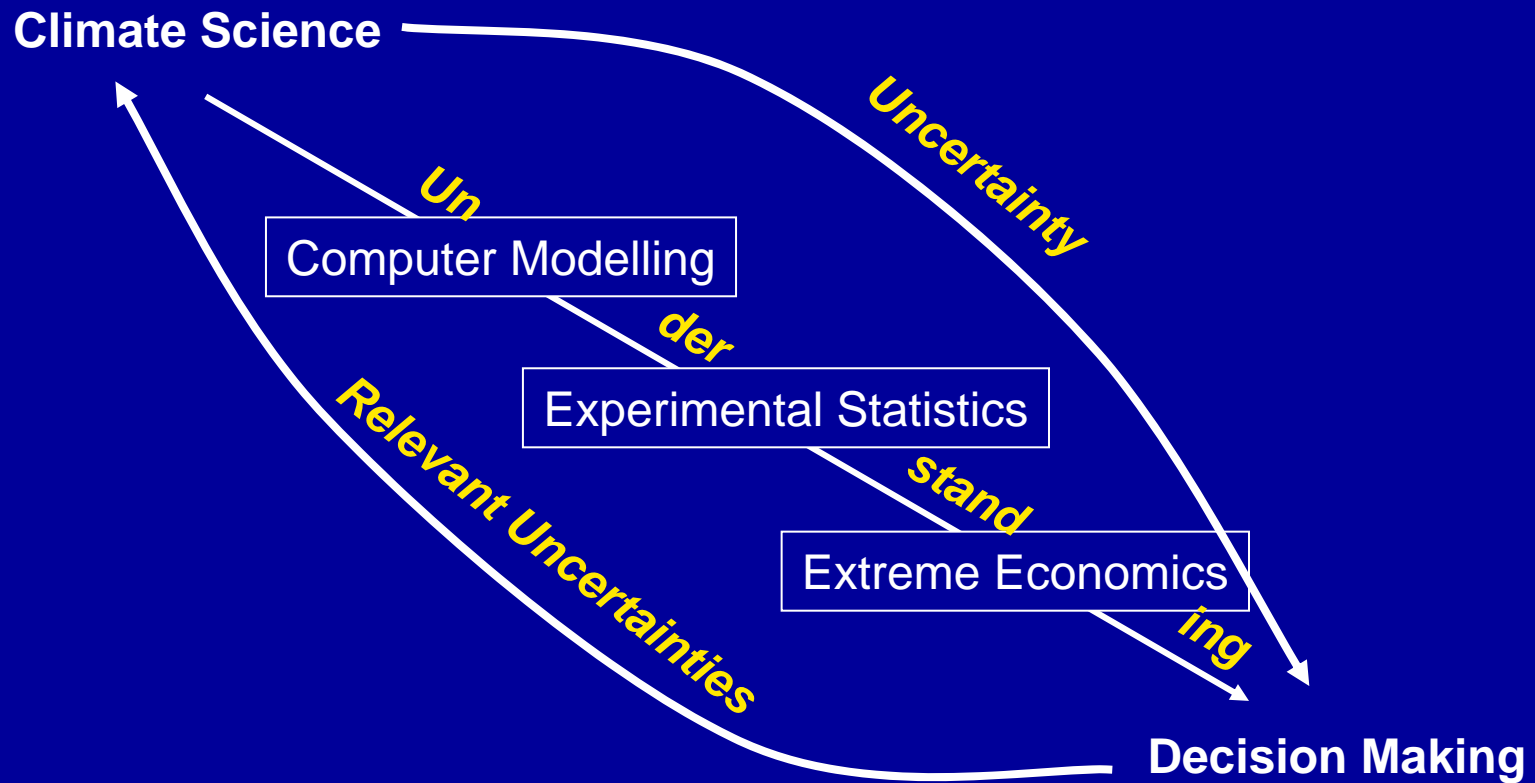 Climate Science
Uncertainty
Un
Computer Modelling
der
Experimental Statistics
Relevant Uncertainties
stand
Extreme Economics
ing
Decision Making